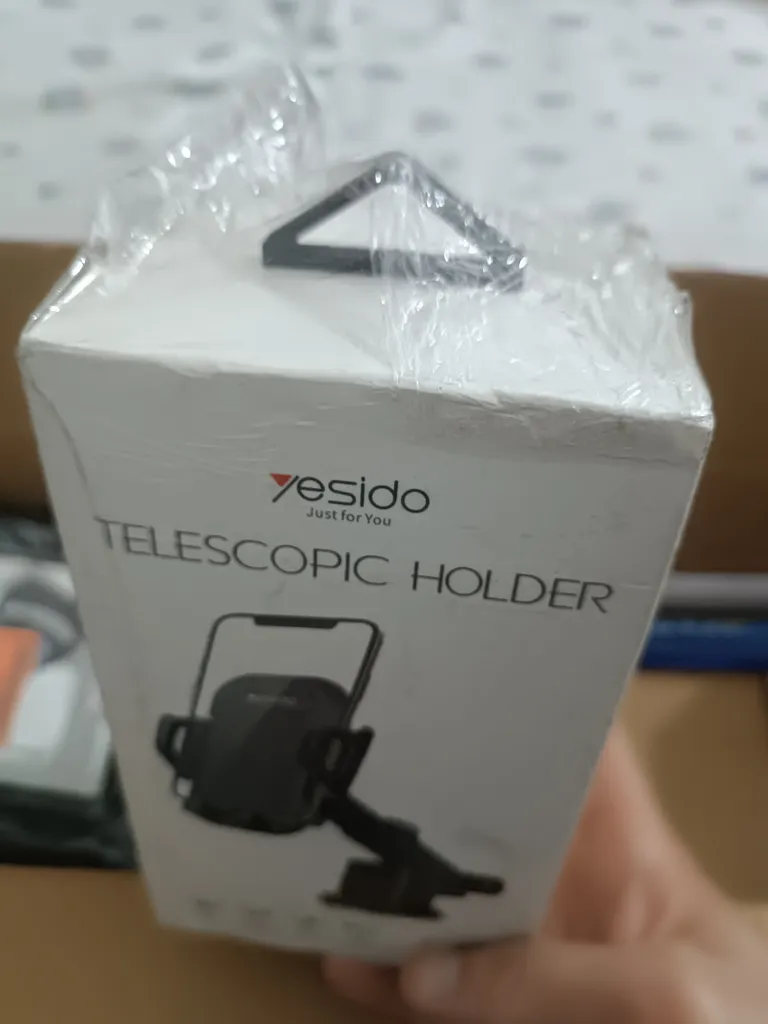 Yesido
Just for You
TELESCOPIC HOLDER